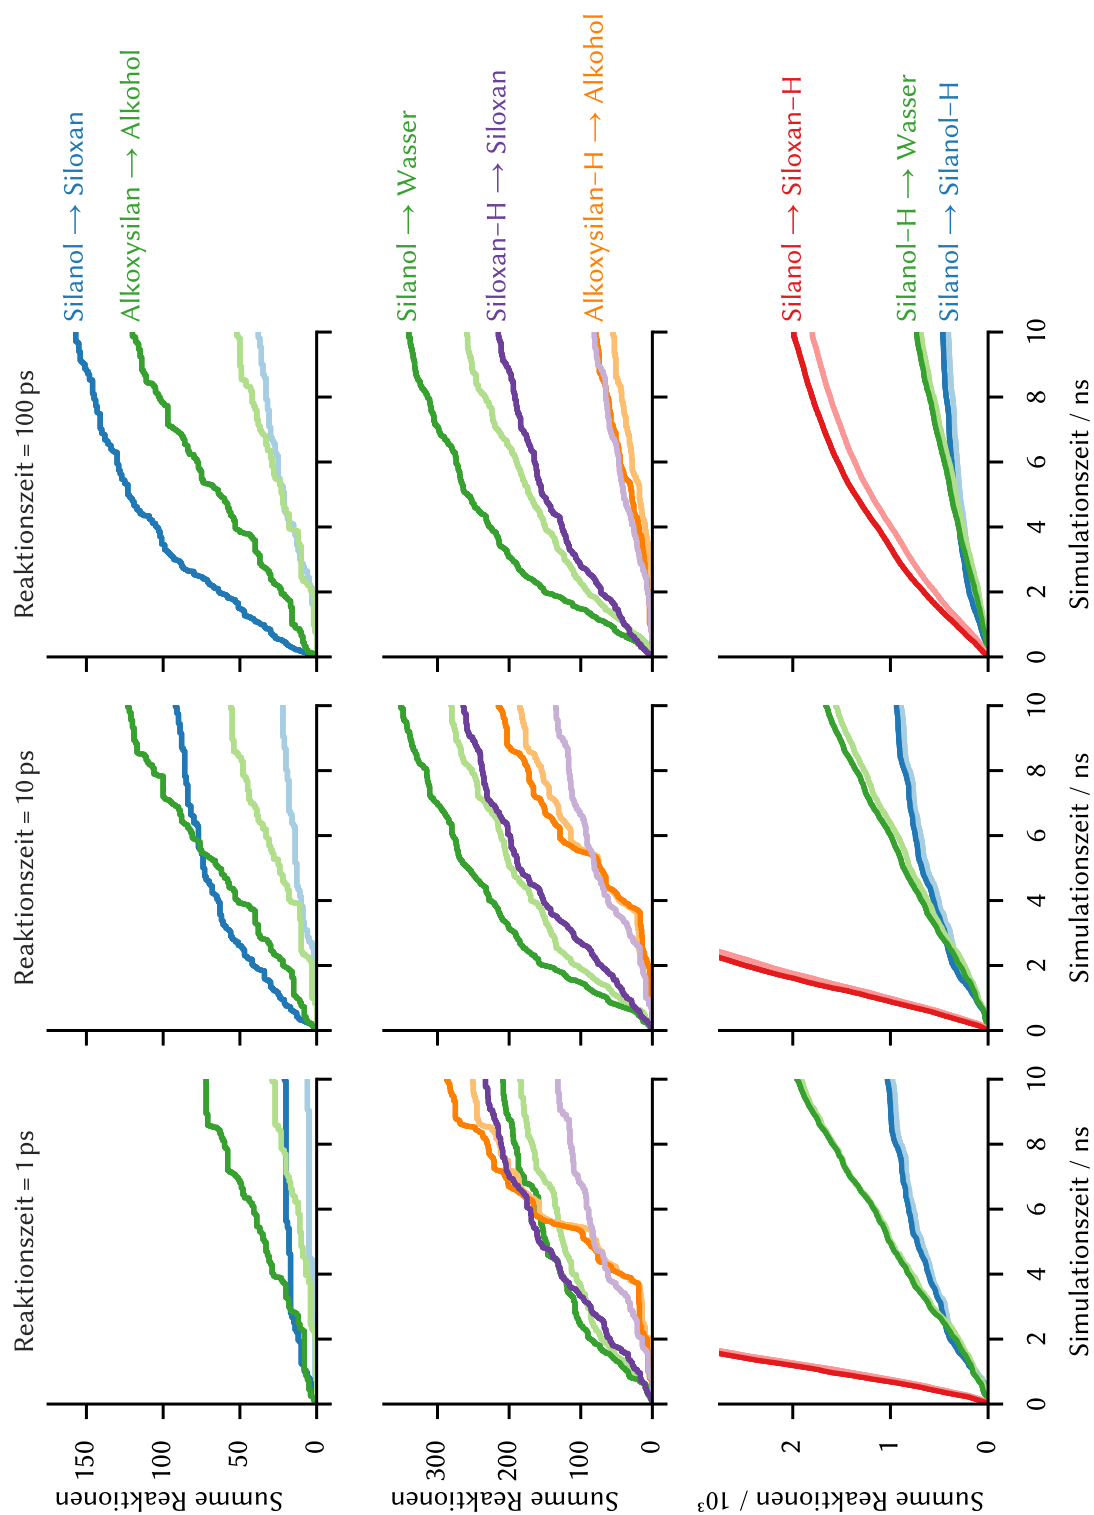 Reaktionszeit = 1 ps
Reaktionszeit = 10 ps
Reaktionszeit = 100 ps
Summe Reaktionen
150
100
50
0
Silanol → Siloxan
Alkoxysilan → Alkohol
Summe Reaktionen
300
200
100
0
Silanol → Wasser
Siloxan–H → Siloxan
Alkoxysilan–H → Alkohol
Summe Reaktionen / 10³
2
1
0
Silanol → Siloxan–H
Silanol–H → Wasser
Silanol → Silanol–H
0 2 4 6 8 10
0 2 4 6 8 10
0 2 4 6 8 10
Simulationszeit / ns
Simulationszeit / ns
Simulationszeit / ns